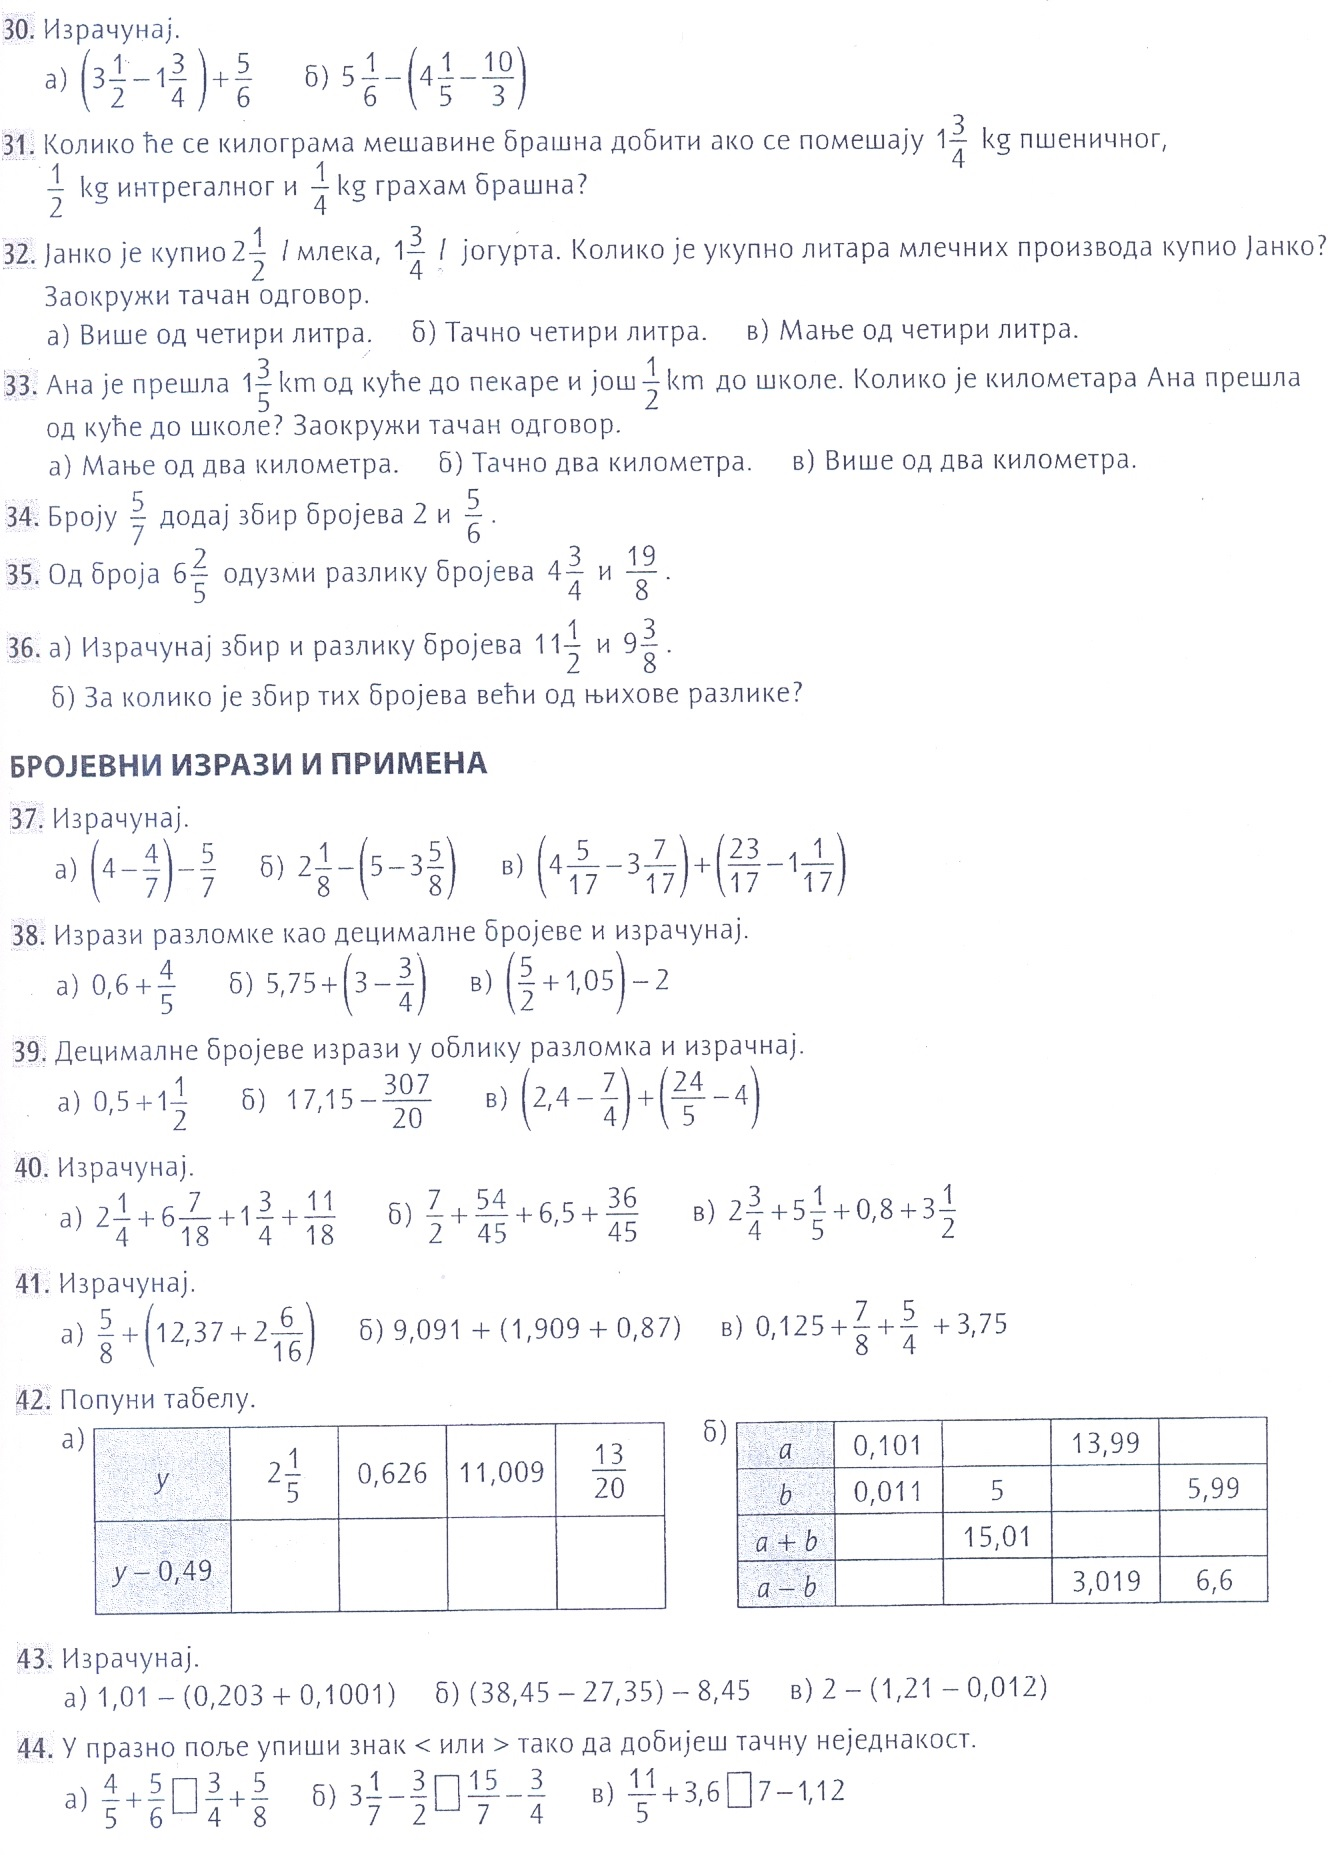 30. Израчунај.
а) (3 1/2 − 1 3/4) + 5/6 б) 5 1/6 − (4 1/5 − 10/3)
31. Колико ће се килограма мешавине брашна добити ако се помешају 1 3/4 kg пшеничног,
1/2 kg интрегалног и 1/4 kg грахам брашна?
32. Јанко је купио 2 1/2 l млека, 1 3/4 l јогурта. Колико је укупно литара млечних производа купио Јанко?
Заокружи тачан одговор.
а) Више од четири литра. б) Тачно четири литра. в) Мање од четири литра.
33. Ана је прешла 1 3/5 km од куће до пекаре и још 1/2 km до школе. Колико је километара Ана прешла
од куће до школе? Заокружи тачан одговор.
а) Мање од два километра. б) Тачно два километра. в) Више од два километра.
34. Броју 5/7 додај збир бројева 2 и 5/6 .
35. Од броја 6 2/5 одузми разлику бројева 4 3/4 и 19/8 .
36. а) Израчунај збир и разлику бројева 11 1/2 и 9 3/8 .
б) За колико је збир тих бројева већи од њихове разлике?
БРОЈЕВНИ ИЗРАЗИ И ПРИМЕНА
37. Израчунај.
а) (4 − 4/7) − 5/7 б) 2 1/8 − (5 − 3 5/8) в) (4 5/17 − 3 7/17) + (23/17 − 1 1/17)
38. Изрази разломке као децималне бројеве и израчунај.
а) 0,6 + 4/5 б) 5,75 + (3 − 3/4) в) (5/2 + 1,05) − 2
39. Децималне бројеве изрази у облику разломка и израчнај.
а) 0,5 + 1 1/2 б) 17,15 − 307/20 в) (2,4 − 7/4) + (24/5 − 4)
40. Израчунај.
а) 2 1/4 + 6 7/18 + 1 3/4 + 11/18 б) 7/2 + 54/45 + 6,5 + 36/45 в) 2 3/4 + 5 1/5 + 0,8 + 3 1/2
41. Израчунај.
а) 5/8 + (12,37 + 2 6/16) б) 9,091 + (1,909 + 0,87) в) 0,125 + 7/8 + 5/4 + 3,75
42. Попуни табелу.
а)
y 2 1/5 0,626 11,009 13/20
y − 0,49
б)
a 0,101 13,99
b 0,011 5 5,99
a + b 15,01
a − b 3,019 6,6
43. Израчунај.
а) 1,01 − (0,203 + 0,1001) б) (38,45 − 27,35) − 8,45 в) 2 − (1,21 − 0,012)
44. У празно поље упиши знак < или > тако да добијеш тачну неједнакост.
а) 4/5 + 5/6 □ 3/4 + 5/8 б) 3 1/7 − 3/2 □ 15/7 − 3/4 в) 11/5 + 3,6 □ 7 − 1,12